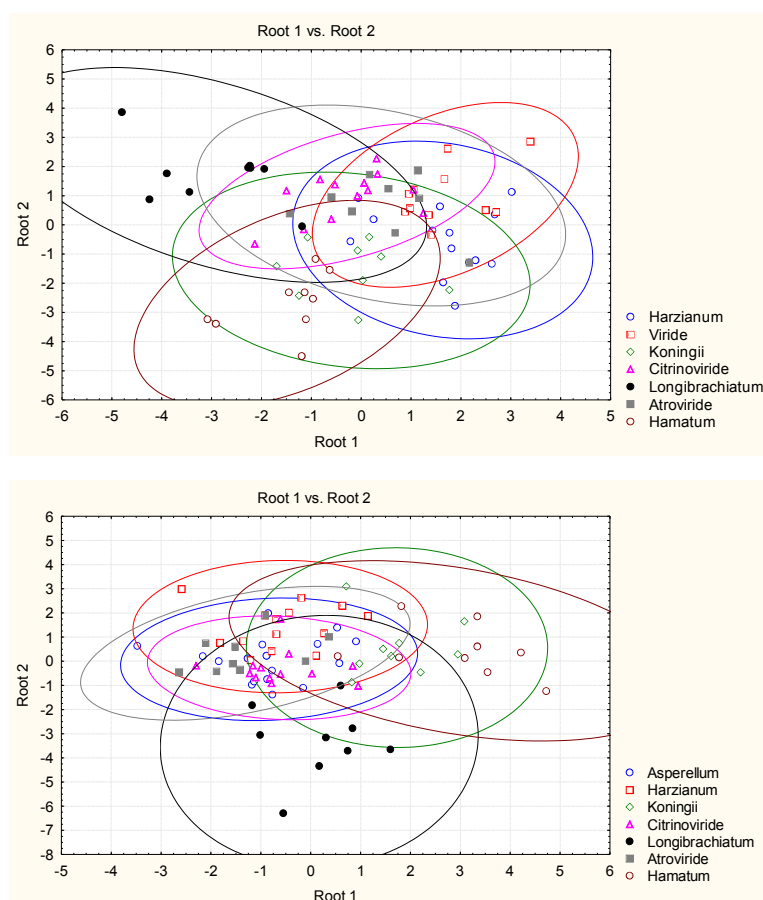 Root 1 vs. Root 2
6
5
4
3
2
1
0
-1
-2
-3
-4
-5
-6
Root 2
-6 -5 -4 -3 -2 -1 0 1 2 3 4 5
Root 1
Harzianum
Viride
Koningii
Citrinoviride
Longibrachiatum
Atroviride
Hamatum
Root 1 vs. Root 2
6
5
4
3
2
1
0
-1
-2
-3
-4
-5
-6
-7
-8
Root 2
-5 -4 -3 -2 -1 0 1 2 3 4 5 6
Root 1
Asperellum
Harzianum
Koningii
Citrinoviride
Longibrachiatum
Atroviride
Hamatum